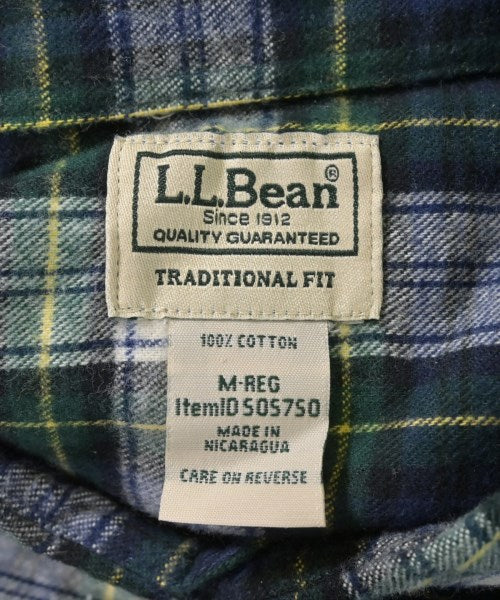 L.L.Bean®
Since 1912
QUALITY GUARANTEED
TRADITIONAL FIT
100% COTTON
M-REG
ItemID 505750
MADE IN
NICARAGUA
CARE ON REVERSE